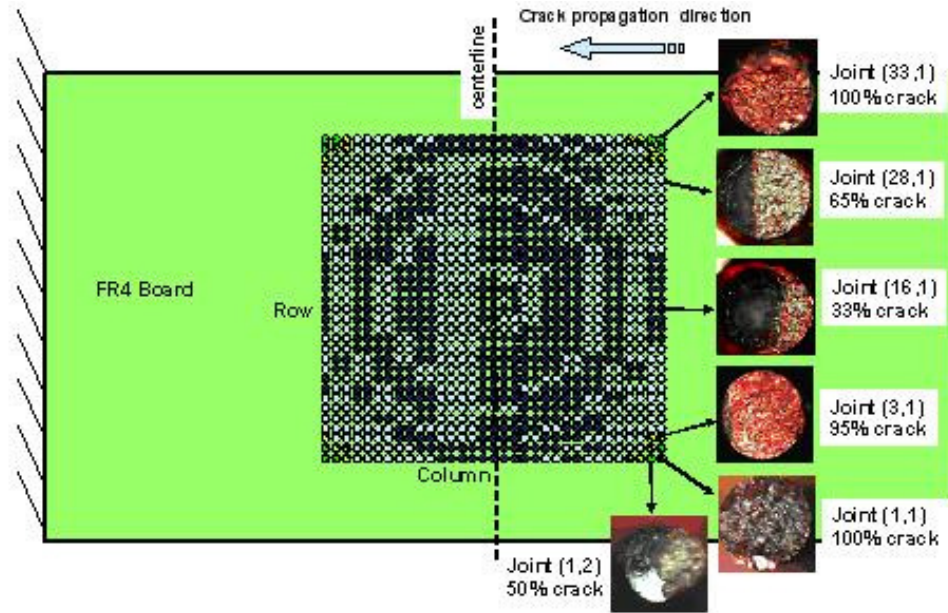 Crack propagation direction
centerline
Joint (33,1)
100% crack
Joint (28,1)
65% crack
FR4 Board
Row
Joint (16,1)
33% crack
Joint (3,1)
95% crack
Column
Joint (1,1)
100% crack
Joint (1,2)
50% crack